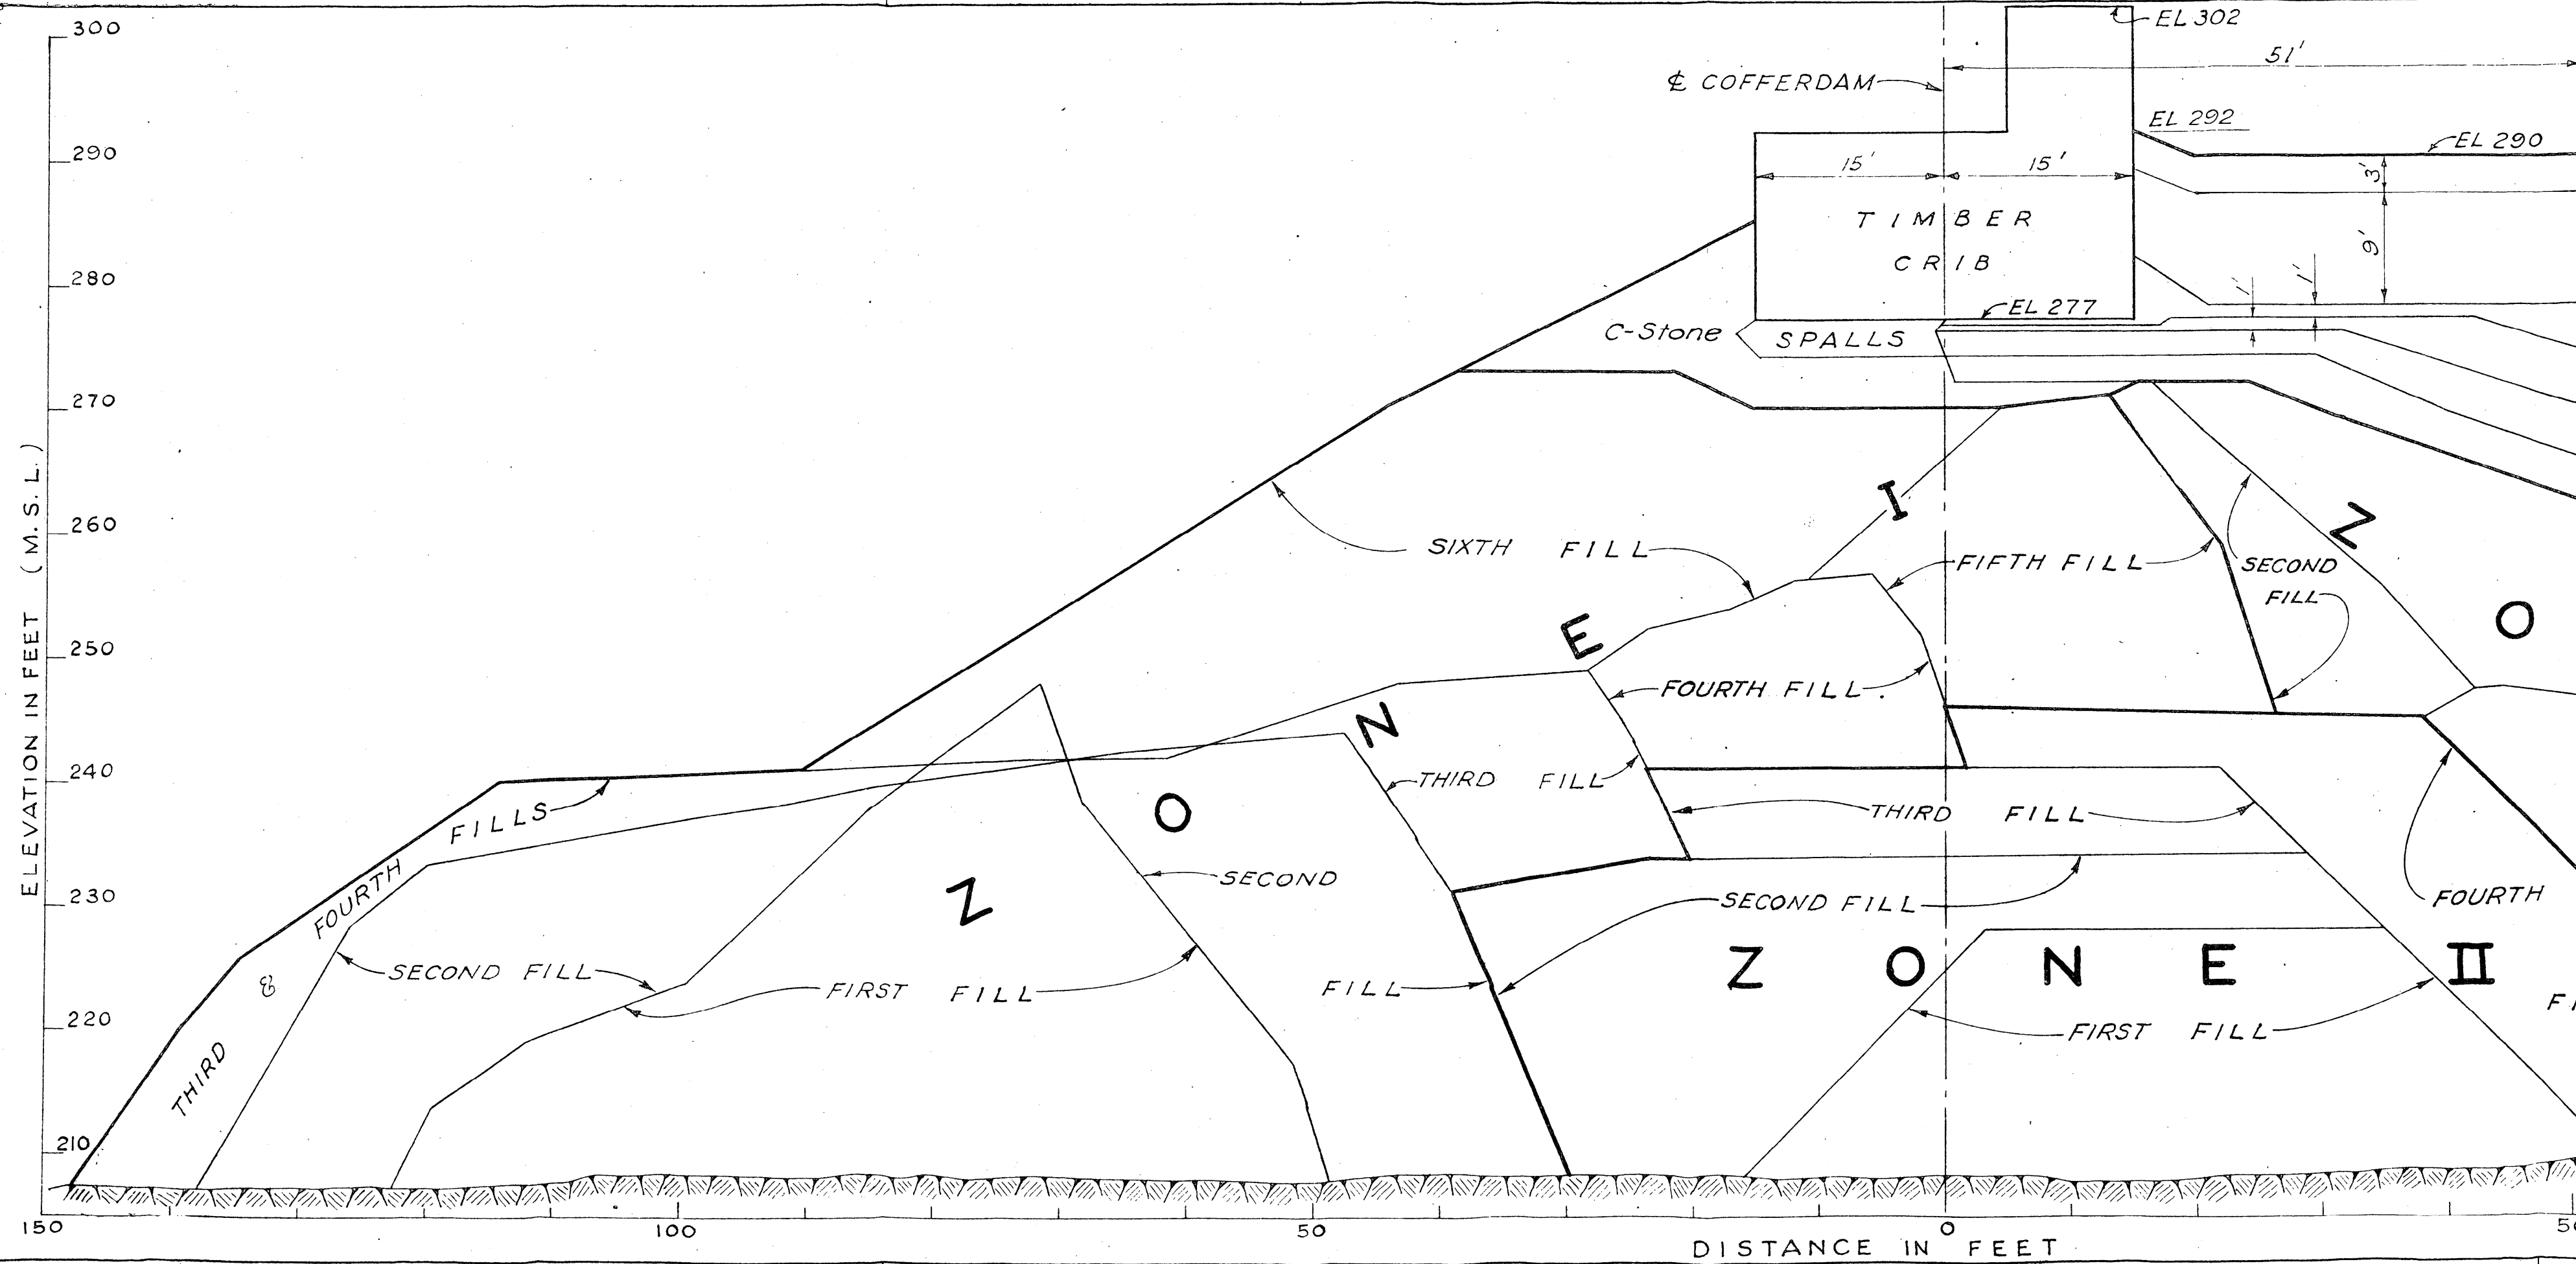 300
EL 302
51'
℄ COFFERDAM
EL 292
EL 290
290
15' 15'
3'
TIMBER
CRIB
9'
280
1' 1'
EL 277
C-Stone SPALLS
270
ELEVATION IN FEET (M.S.L.)
I
Z
260
SIXTH FILL
FIFTH FILL
SECOND
FILL
O
E
250
FOURTH FILL
N
240
THIRD FILL
FILLS
O
THIRD FILL
FOURTH
SECOND
230
Z
SECOND FILL
FOURTH
ZONE II
&
SECOND FILL
FIRST FILL
FILL
220
FIRST FILL
THIRD
210
150 100 50 0
DISTANCE IN FEET